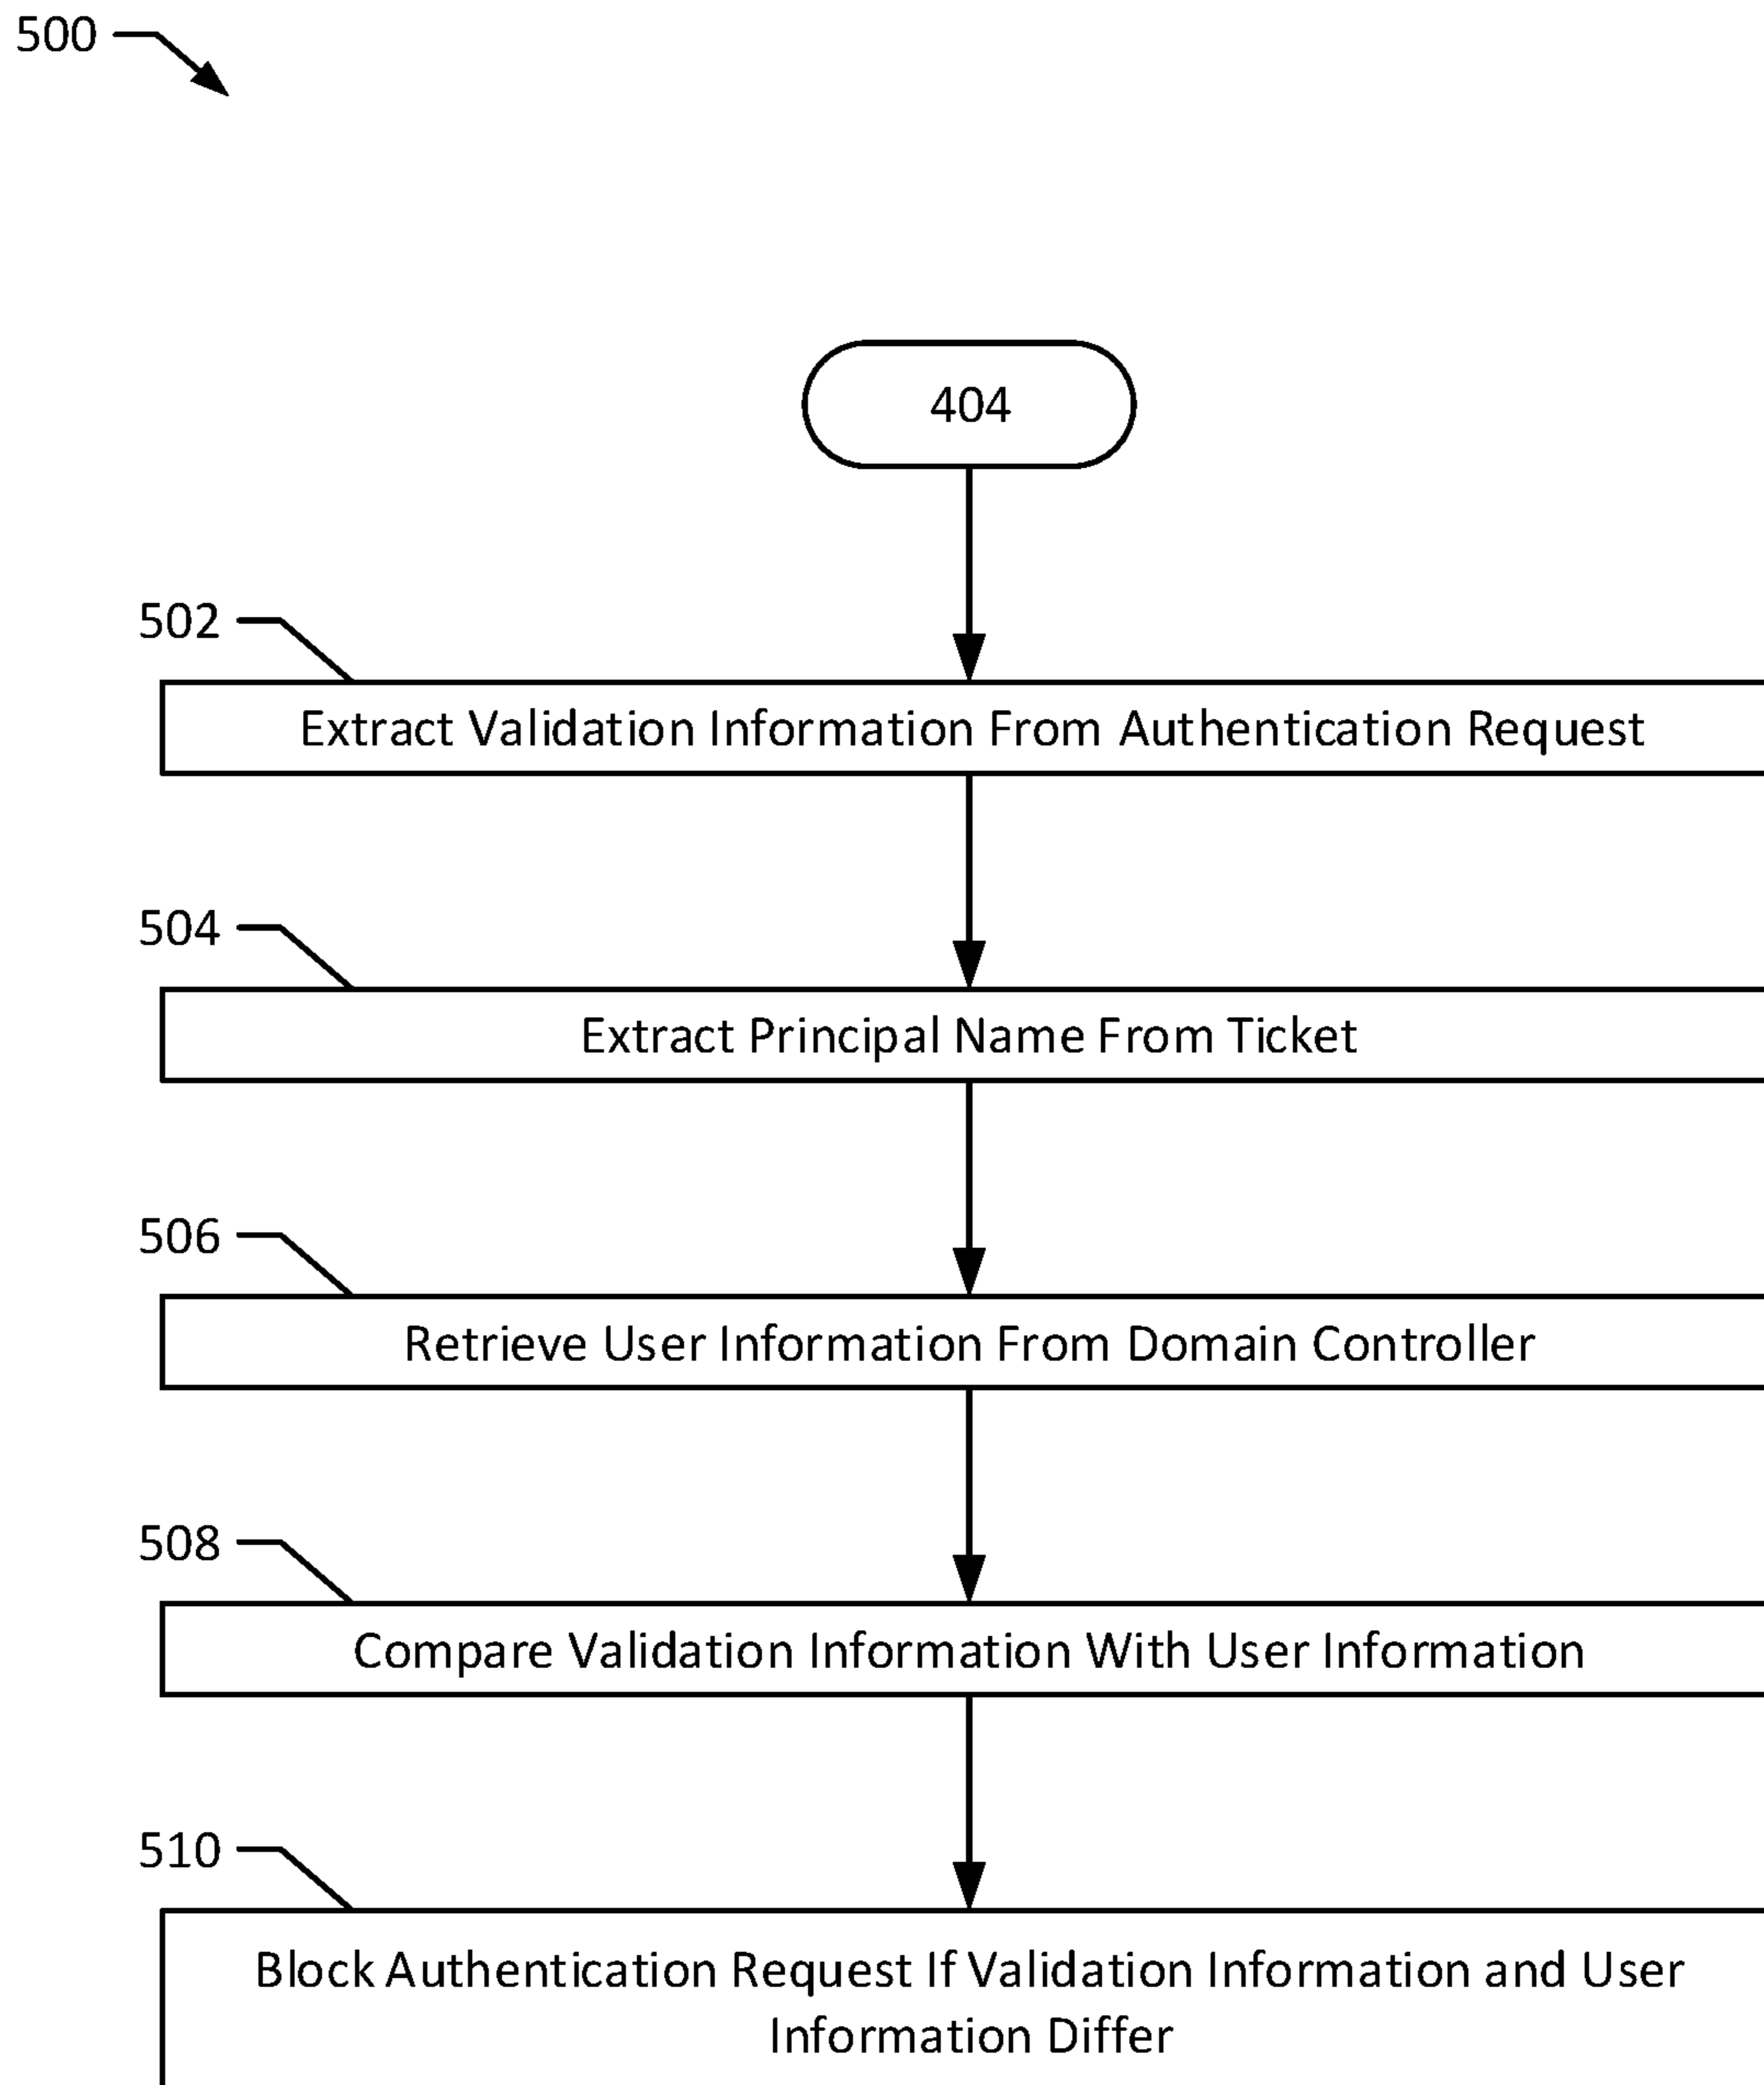 500
404
502
Extract Validation Information From Authentication Request
504
Extract Principal Name From Ticket
506
Retrieve User Information From Domain Controller
508
Compare Validation Information With User Information
510
Block Authentication Request If Validation Information and User
Information Differ